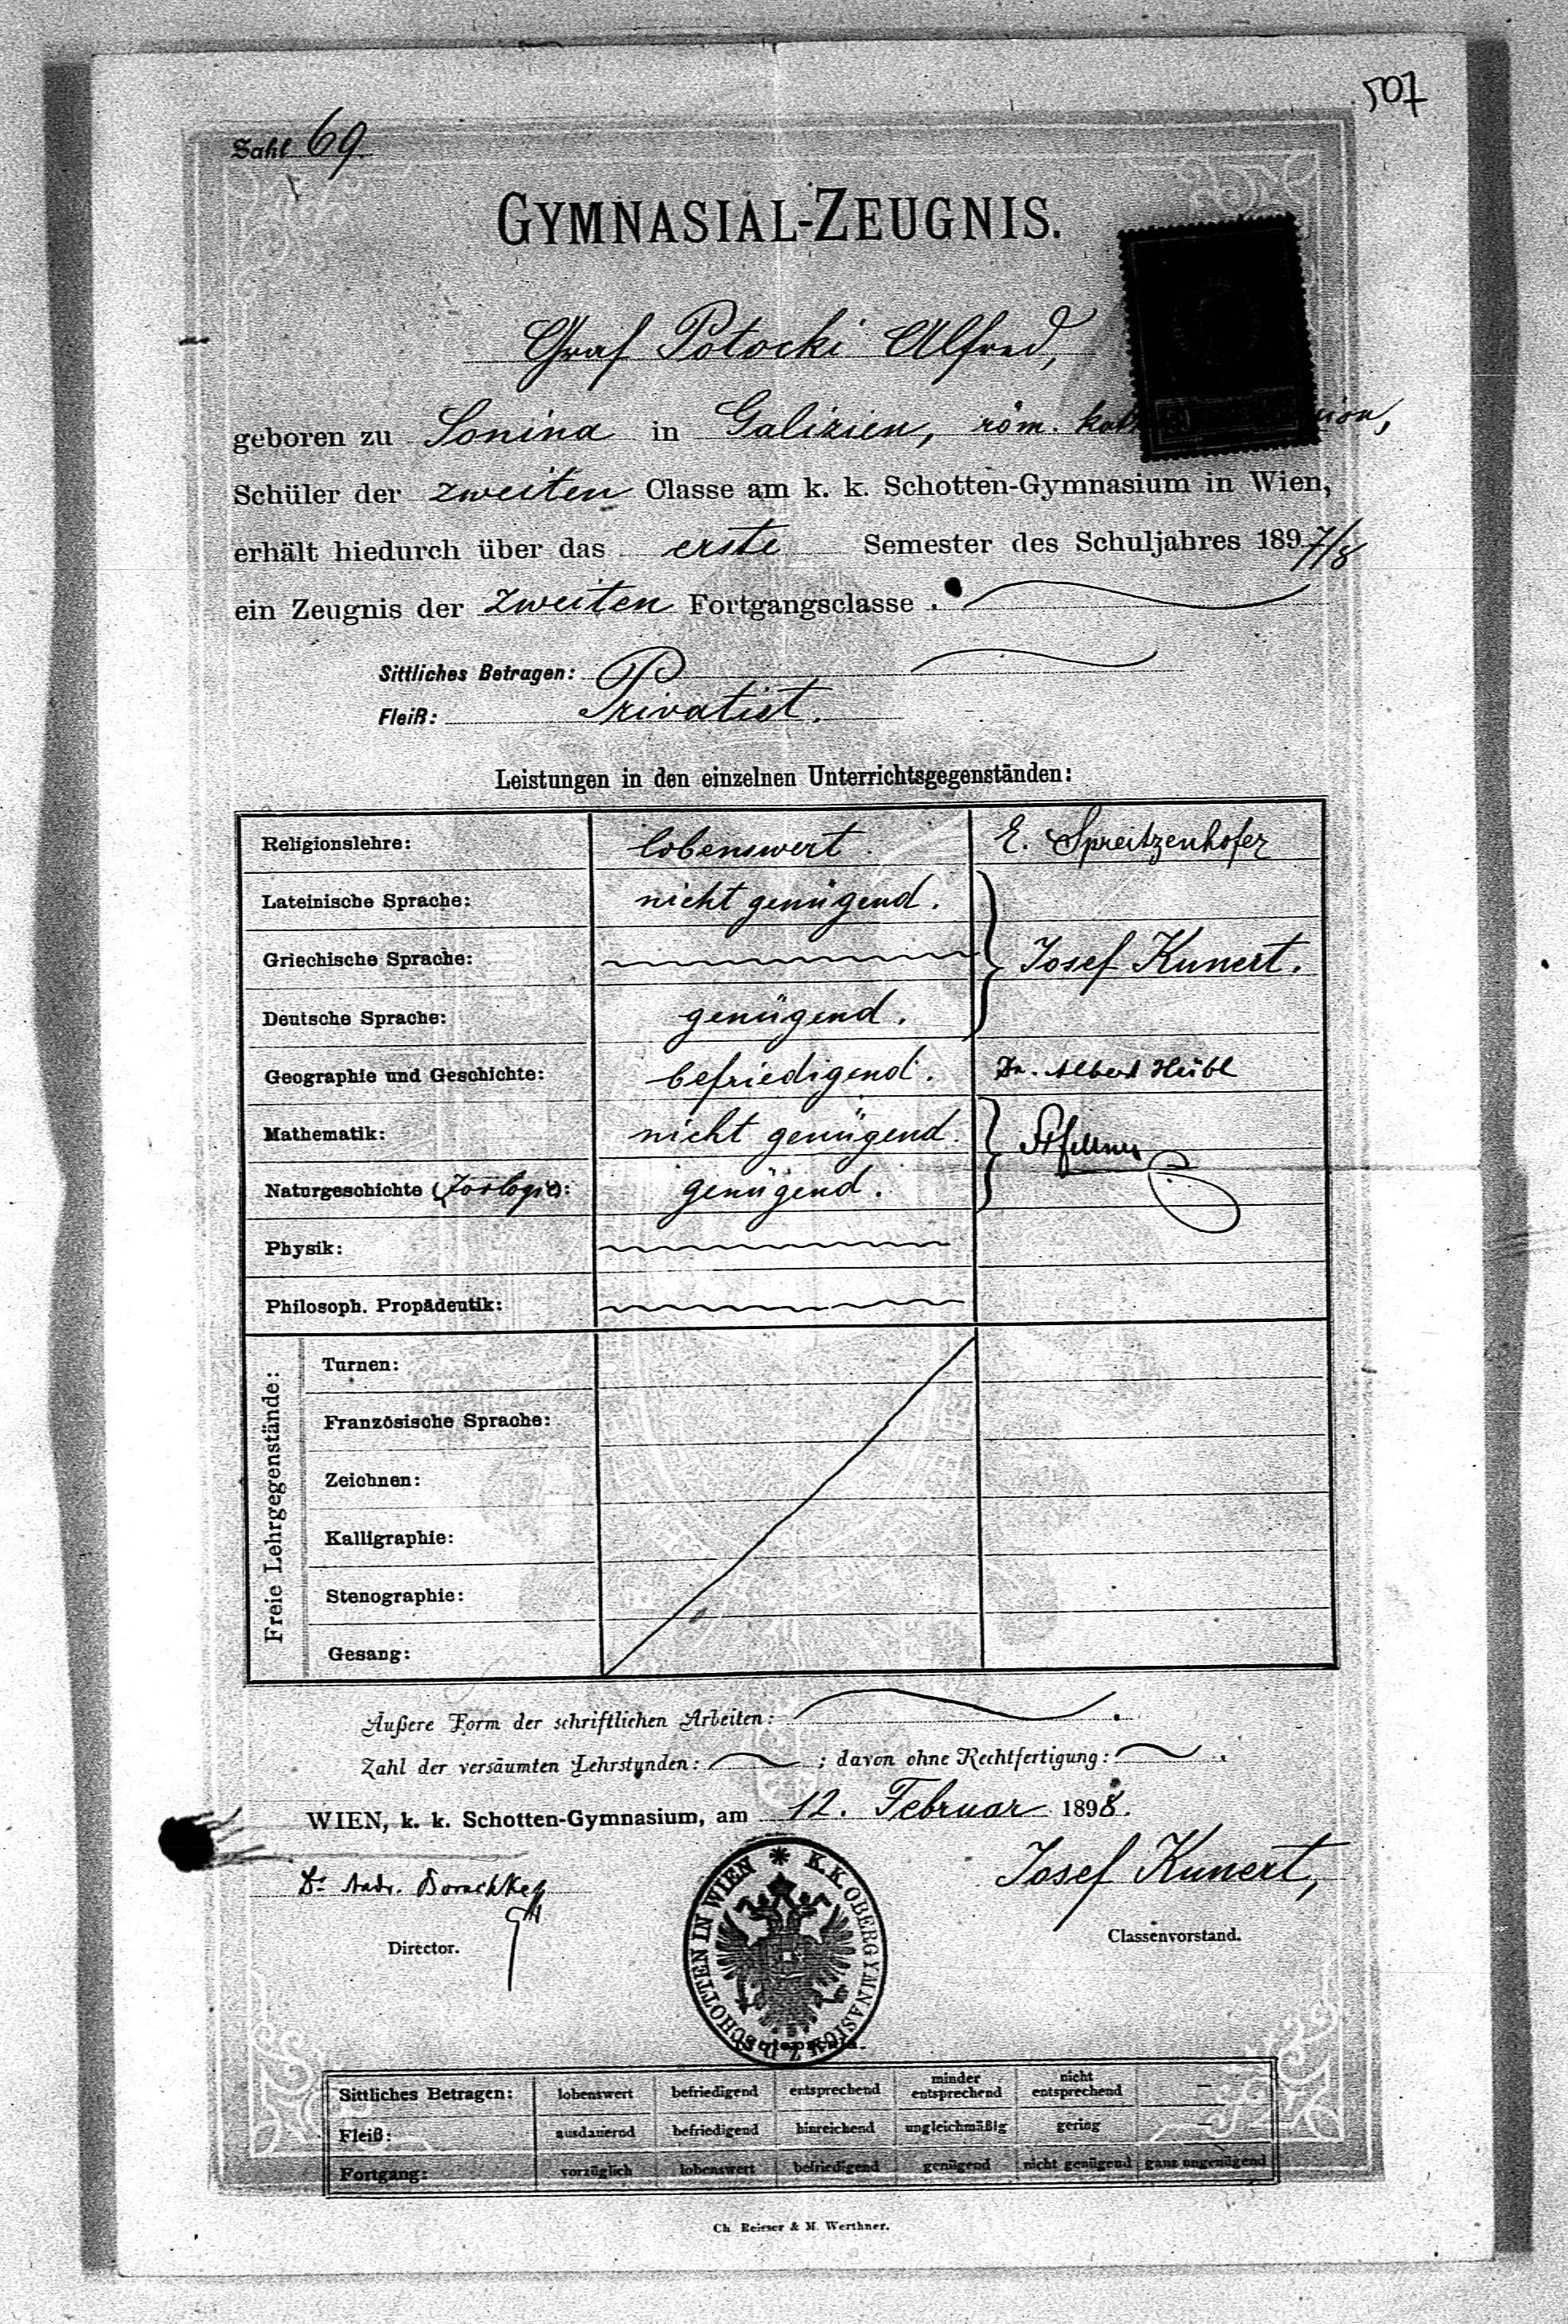 507
Zahl 69.
GYMNASIAL-ZEUGNIS.
Graf Potocki Alfred,
geboren zu Sonina in Galizien, röm. kath
Schüler der zweiten Classe am k. k. Schotten-Gymnasium in Wien,
erhält hiedurch über das erste Semester des Schuljahres 1897/8
ein Zeugnis der zweiten Fortgangsclasse.
Sittliches Betragen:
Fleiß: Privatist.
Leistungen in den einzelnen Unterrichtsgegenständen:
Religionslehre: lobenswert. E. Spreitzenhofer
Lateinische Sprache: nicht genügend.
Griechische Sprache: Josef Kunert.
Deutsche Sprache: genügend.
Geographie und Geschichte: befriedigend. Dr. Albert Hübl
Mathematik: nicht genügend.
Naturgeschichte (Zoologie): genügend.
Physik:
Philosoph. Propädeutik:
Freie Lehrgegenstände:
Turnen:
Französische Sprache:
Zeichnen:
Kalligraphie:
Stenographie:
Gesang:
Äußere Form der schriftlichen Arbeiten:
Zahl der versäumten Lehrstunden: ; davon ohne Rechtfertigung: .
WIEN, k. k. Schotten-Gymnasium, am 12. Februar 1898.
Dr. Andr. Josef Kunert,
Director. Classenvorstand.
K. K. OBERGYMNASIUM Z. D. SCHOTTEN IN WIEN
Sittliches Betragen: lobenswert befriedigend entsprechend minder entsprechend nicht entsprechend —
Fleiß: ausdauernd befriedigend hinreichend ungleichmäßig gering —
Fortgang: vorzüglich lobenswert befriedigend genügend nicht genügend ganz ungenügend
Ch. Reisser & M. Werthner.